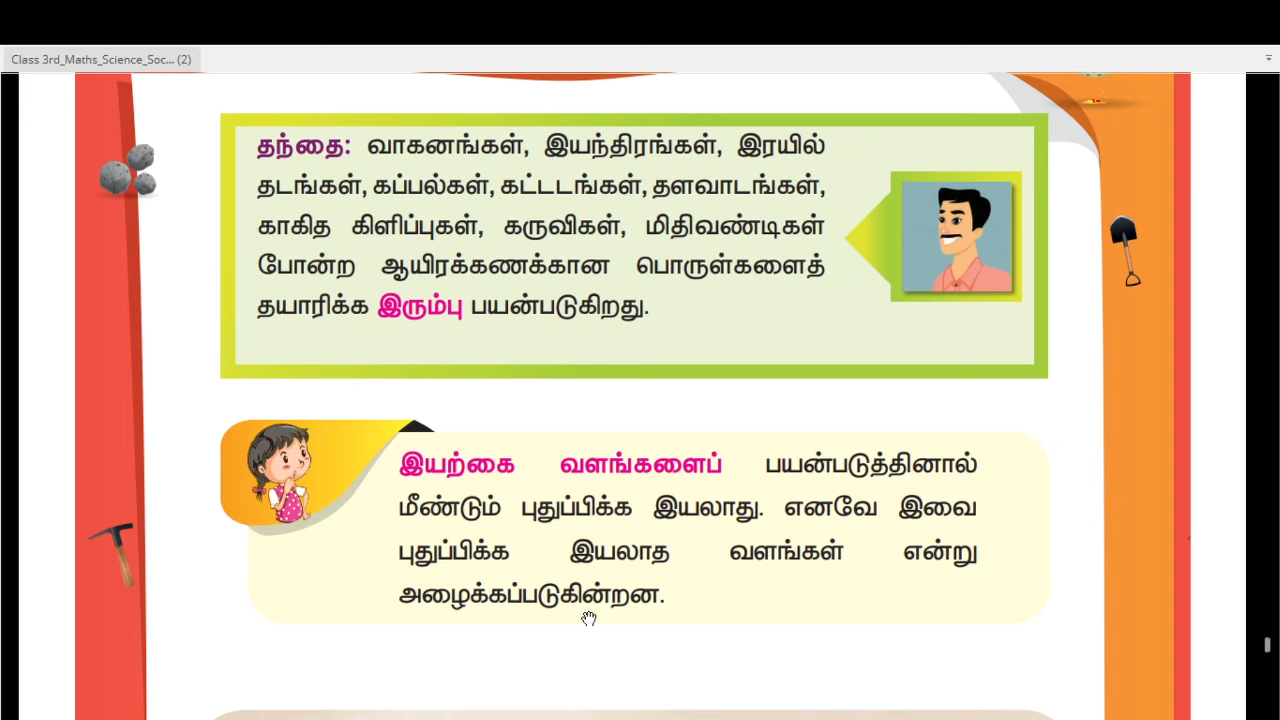 Class 3rd_Maths_Science_Soc... (2)
தந்தை: வாகனங்கள், இயந்திரங்கள், இரயில்
தடங்கள், கப்பல்கள், கட்டடங்கள், தளவாடங்கள்,
காகித கிளிப்புகள், கருவிகள், மிதிவண்டிகள்
போன்ற ஆயிரக்கணக்கான பொருள்களைத்
தயாரிக்க இரும்பு பயன்படுகிறது.
இயற்கை வளங்களைப் பயன்படுத்தினால்
மீண்டும் புதுப்பிக்க இயலாது. எனவே இவை
புதுப்பிக்க இயலாத வளங்கள் என்று
அழைக்கப்படுகின்றன.